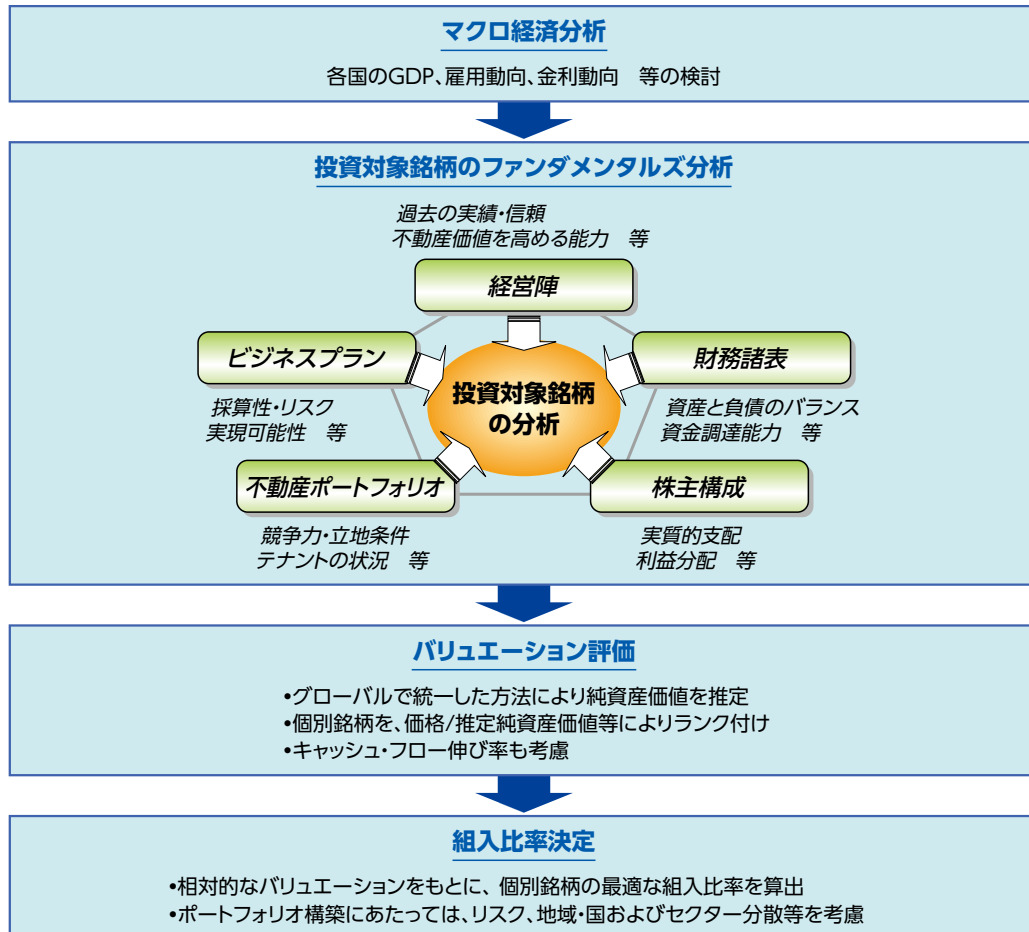 マクロ経済分析
各国のGDP、雇用動向、金利動向　等の検討
投資対象銘柄のファンダメンタルズ分析
過去の実績・信頼
不動産価値を高める能力　等
経営陣
ビジネスプラン
採算性・リスク
実現可能性　等
財務諸表
資産と負債のバランス
資金調達能力　等
投資対象銘柄
の分析
不動産ポートフォリオ
競争力・立地条件
テナントの状況　等
株主構成
実質的支配
利益分配　等
バリュエーション評価
•グローバルで統一した方法により純資産価値を推定
•個別銘柄を、価格/推定純資産価値等によりランク付け
•キャッシュ・フロー伸び率も考慮
組入比率決定
•相対的なバリュエーションをもとに、個別銘柄の最適な組入比率を算出
•ポートフォリオ構築にあたっては、リスク、地域・国およびセクター分散等を考慮